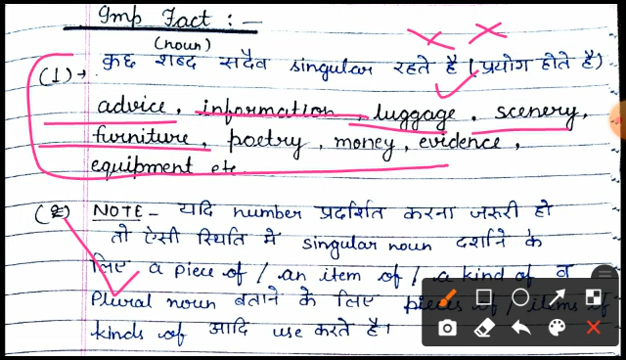 Imp Fact : -
(noun)
(1) → कुछ शब्द सदैव singular रहते है (प्रयोग होते है)
advice, information, luggage, scenery,
furniture, poetry, money, evidence,
equipment etc
(2) NOTE - यदि number प्रदर्शित करना जरुरी हो
तो ऐसी स्थिति में singular noun दर्शाने के
लिए a piece of / an item of / a kind of व
Plural noun बताने के लिए pieces of / items of
kinds of आदि use करते है।